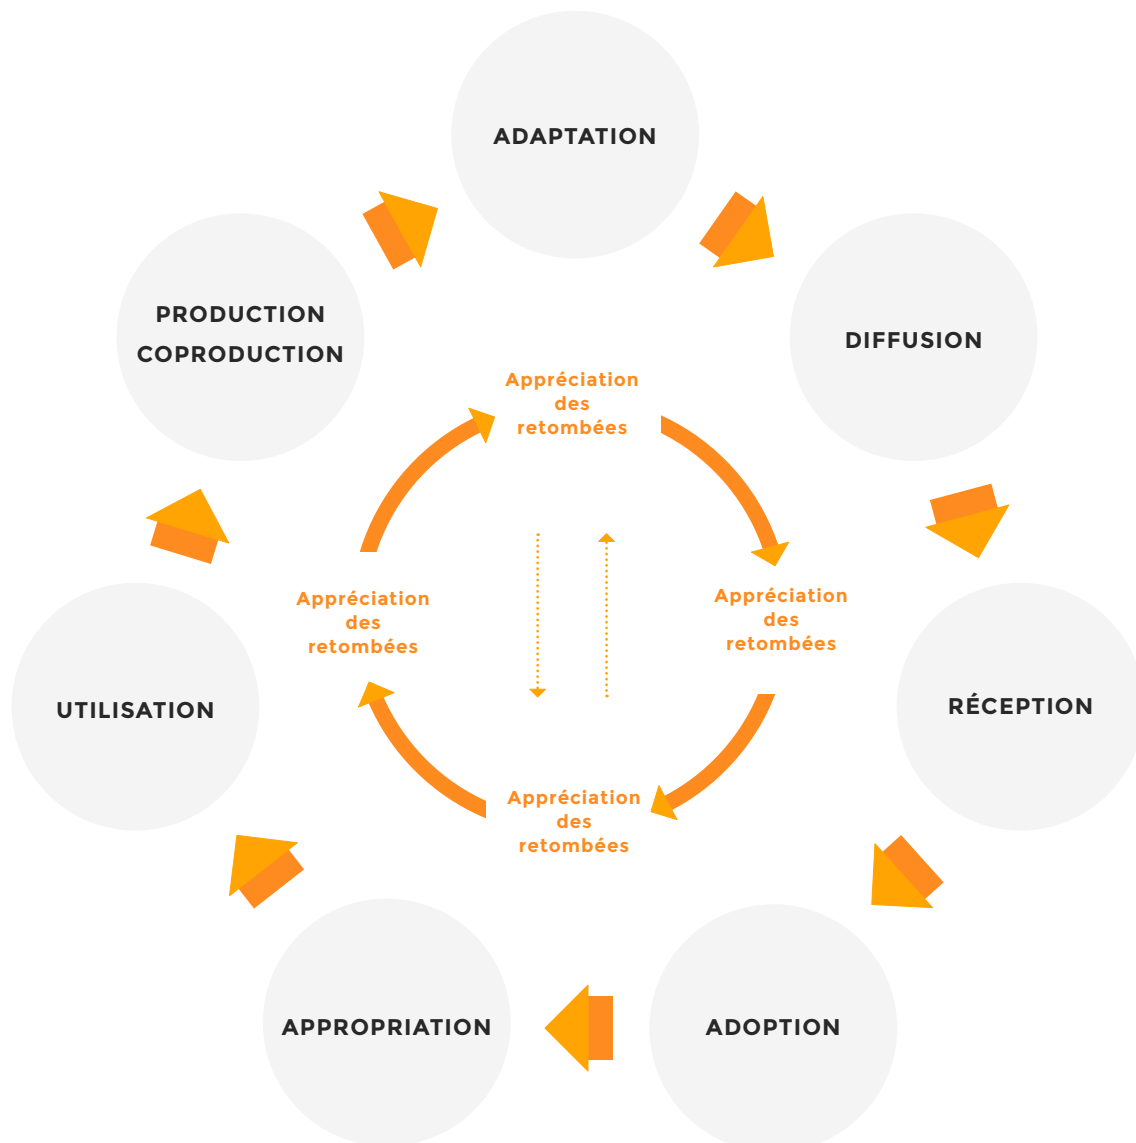 ADAPTATION
PRODUCTION
COPRODUCTION
DIFFUSION
Appréciation
des
retombées
Appréciation
des
retombées
Appréciation
des
retombées
UTILISATION
RÉCEPTION
Appréciation
des
retombées
APPROPRIATION
ADOPTION